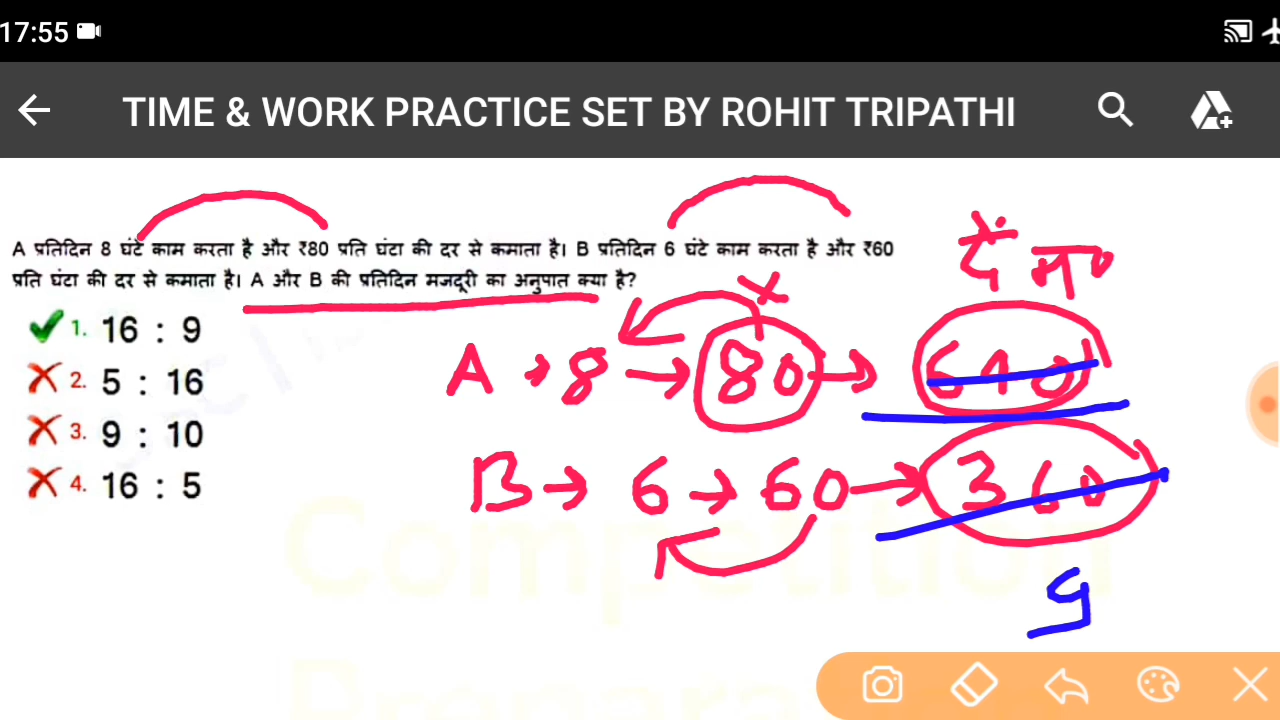 17:55
TIME & WORK PRACTICE SET BY ROHIT TRIPATHI
A प्रतिदिन 8 घंटे काम करता है और ₹80 प्रति घंटा की दर से कमाता है। B प्रतिदिन 6 घंटे काम करता है और ₹60
प्रति घंटा की दर से कमाता है। A और B की प्रतिदिन मजदूरी का अनुपात क्या है?
1. 16 : 9
2. 5 : 16
3. 9 : 10
4. 16 : 5
A → 8 → 80 → 640
B → 6 → 60 → 360
9
Competition